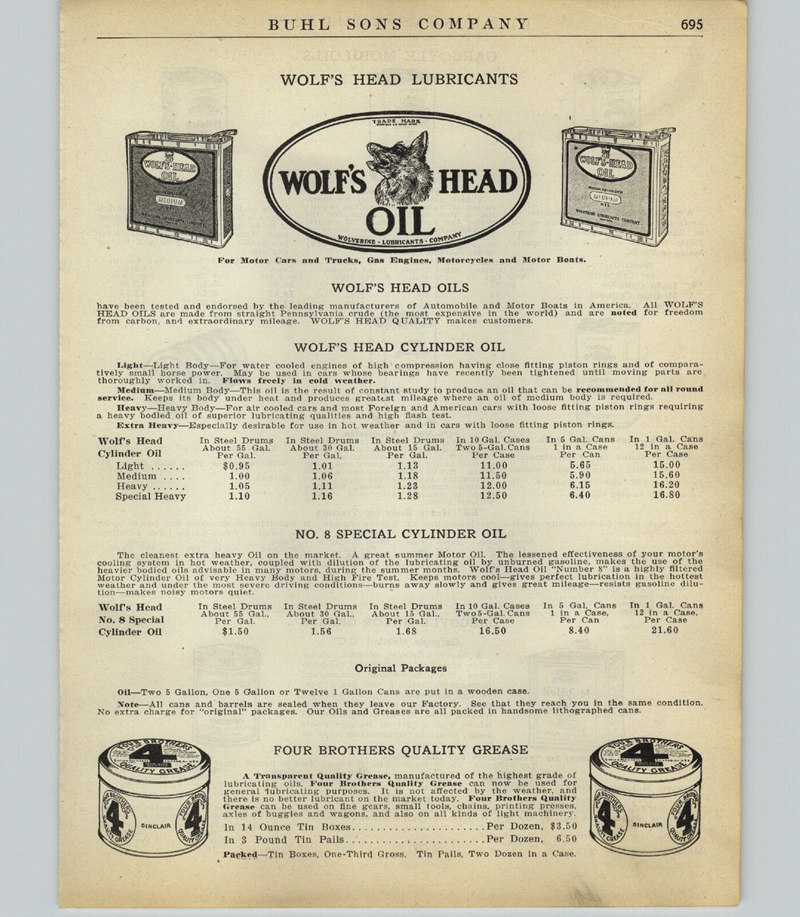 BUHL SONS COMPANY 695
WOLF'S HEAD LUBRICANTS
TRADE MARK
WOLF'S HEAD
OIL
WOLVERINE · LUBRICANTS · COMPANY
WOLF'S-HEAD
OIL
WOLF'S-HEAD
OIL
For Motor Cars and Trucks, Gas Engines, Motorcycles and Motor Boats.
WOLF'S HEAD OILS
have been tested and endorsed by the leading manufacturers of Automobile and Motor Boats in America. All WOLF'S
HEAD OILS are made from straight Pennsylvania crude (the most expensive in the world) and are noted for freedom
from carbon, and extraordinary mileage. WOLF'S HEAD QUALITY makes customers.
WOLF'S HEAD CYLINDER OIL
Light—Light Body—For water cooled engines of high compression having close fitting piston rings and of compara-
tively small horse power. May be used in cars whose bearings have recently been tightened until moving parts are
thoroughly worked in. Flows freely in cold weather.
Medium—Medium Body—This oil is the result of constant study to produce an oil that can be recommended for all round
service. Keeps its body under heat and produces greatest mileage where an oil of medium body is required.
Heavy—Heavy Body—For air cooled cars and most Foreign and American cars with loose fitting piston rings requiring
a heavy bodied oil of superior lubricating qualities and high flash test.
Extra Heavy—Especially desirable for use in hot weather and in cars with loose fitting piston rings.
Wolf's Head In Steel Drums In Steel Drums In Steel Drums In 10 Gal. Cases In 5 Gal. Cans In 1 Gal. Cans
Cylinder Oil About 55 Gal. About 30 Gal. About 15 Gal. Two 5-Gal. Cans 1 in a Case 12 in a Case
Per Gal. Per Gal. Per Gal. Per Case Per Can Per Case
Light ...... $0.95 1.01 1.13 11.00 5.65 15.00
Medium .... 1.00 1.06 1.18 11.50 5.90 15.60
Heavy ...... 1.05 1.11 1.23 12.00 6.15 16.20
Special Heavy 1.10 1.16 1.28 12.50 6.40 16.80
NO. 8 SPECIAL CYLINDER OIL
The cleanest extra heavy Oil on the market. A great summer Motor Oil. The lessened effectiveness of your motor's
cooling system in hot weather, coupled with dilution of the lubricating oil by unburned gasoline, makes the use of the
heavier bodied oils advisable in many motors, during the summer months. Wolf's Head Oil "Number 8" is a highly filtered
Motor Cylinder Oil of very Heavy Body and High Fire Test. Keeps motors cool—gives perfect lubrication in the hottest
weather and under the most severe driving conditions—burns away slowly and gives great mileage—resists gasoline dilu-
tion—makes noisy motors quiet.
Wolf's Head In Steel Drums In Steel Drums In Steel Drums In 10 Gal. Cases In 5 Gal. Cans In 1 Gal. Cans
No. 8 Special About 55 Gal., About 30 Gal., About 15 Gal., Two 5-Gal. Cans 1 in a Case, 12 in a Case,
Per Gal. Per Gal. Per Gal. Per Case Per Can Per Case
Cylinder Oil $1.50 1.56 1.68 16.50 8.40 21.60
Original Packages
Oil—Two 5 Gallon, One 5 Gallon or Twelve 1 Gallon Cans are put in a wooden case.
Note—All cans and barrels are sealed when they leave our Factory. See that they reach you in the same condition.
No extra charge for "original" packages. Our Oils and Greases are all packed in handsome lithographed cans.
FOUR BROTHERS QUALITY GREASE
A Transparent Quality Grease, manufactured of the highest grade of
lubricating oils. Four Brothers Quality Grease can now be used for
general lubricating purposes. It is not affected by the weather, and
there is no better lubricant on the market today. Four Brothers Quality
Grease can be used on fine gears, small tools, chains, printing presses,
axles of buggies and wagons, and also on all kinds of light machinery.
In 14 Ounce Tin Boxes.......................Per Dozen, $3.50
In 3 Pound Tin Pails........................Per Dozen, 6.50
Packed—Tin Boxes, One-Third Gross. Tin Pails, Two Dozen in a Case.
FOUR BROTHERS
4
QUALITY GREASE
4 SINCLAIR 4
FOUR BROTHERS
4
QUALITY GREASE
4 SINCLAIR 4